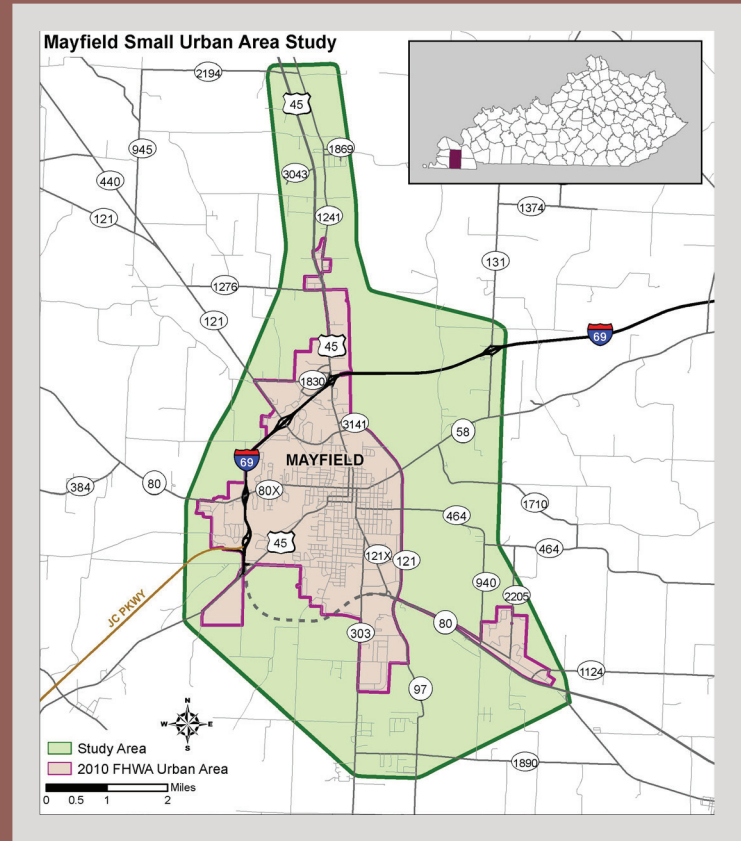 Mayfield Small Urban Area Study
2194
45
945
1869
440
3043
121
1374
1241
131
1276
121
69
45
1830
3141
58
MAYFIELD
69
384
80
80X
1710
464
45
464
121X
121
940
2205
JC PKWY
80
303
1124
97
N
W E
S
Study Area
2010 FHWA Urban Area
1890
Miles
0 0.5 1 2